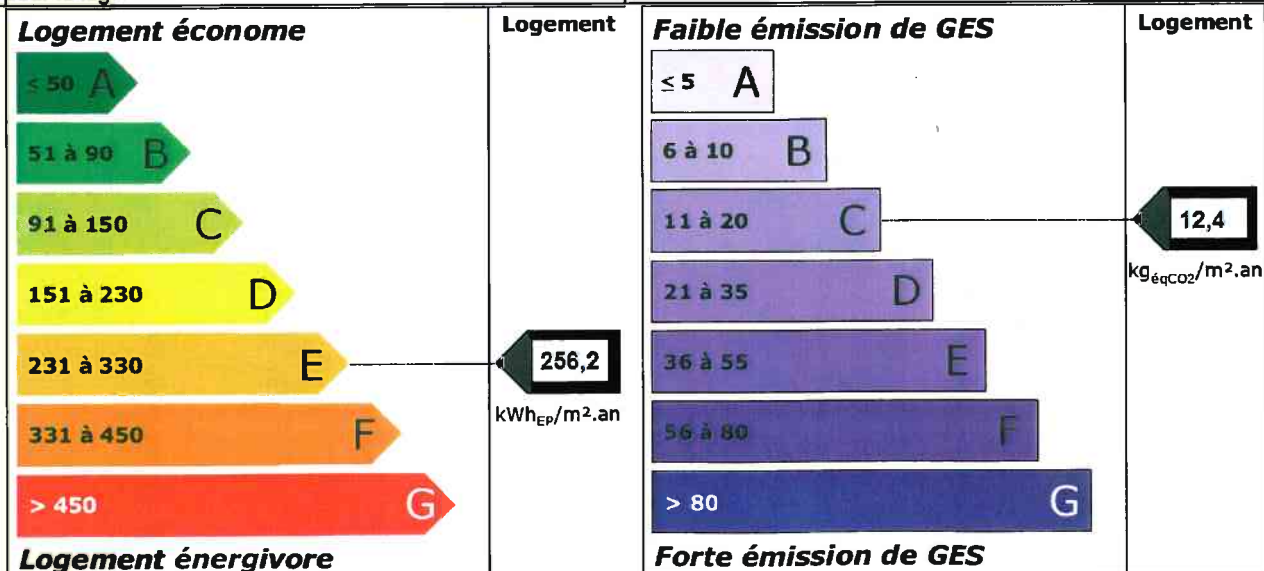 Logement économe
Logement
≤ 50 A
51 à 90 B
91 à 150 C
151 à 230 D
231 à 330 E
256,2
kWhEP/m².an
331 à 450 F
> 450 G
Logement énergivore
Faible émission de GES
Logement
≤ 5 A
6 à 10 B
11 à 20 C
12,4
kgéqCO2/m².an
21 à 35 D
36 à 55 E
56 à 80 F
> 80 G
Forte émission de GES